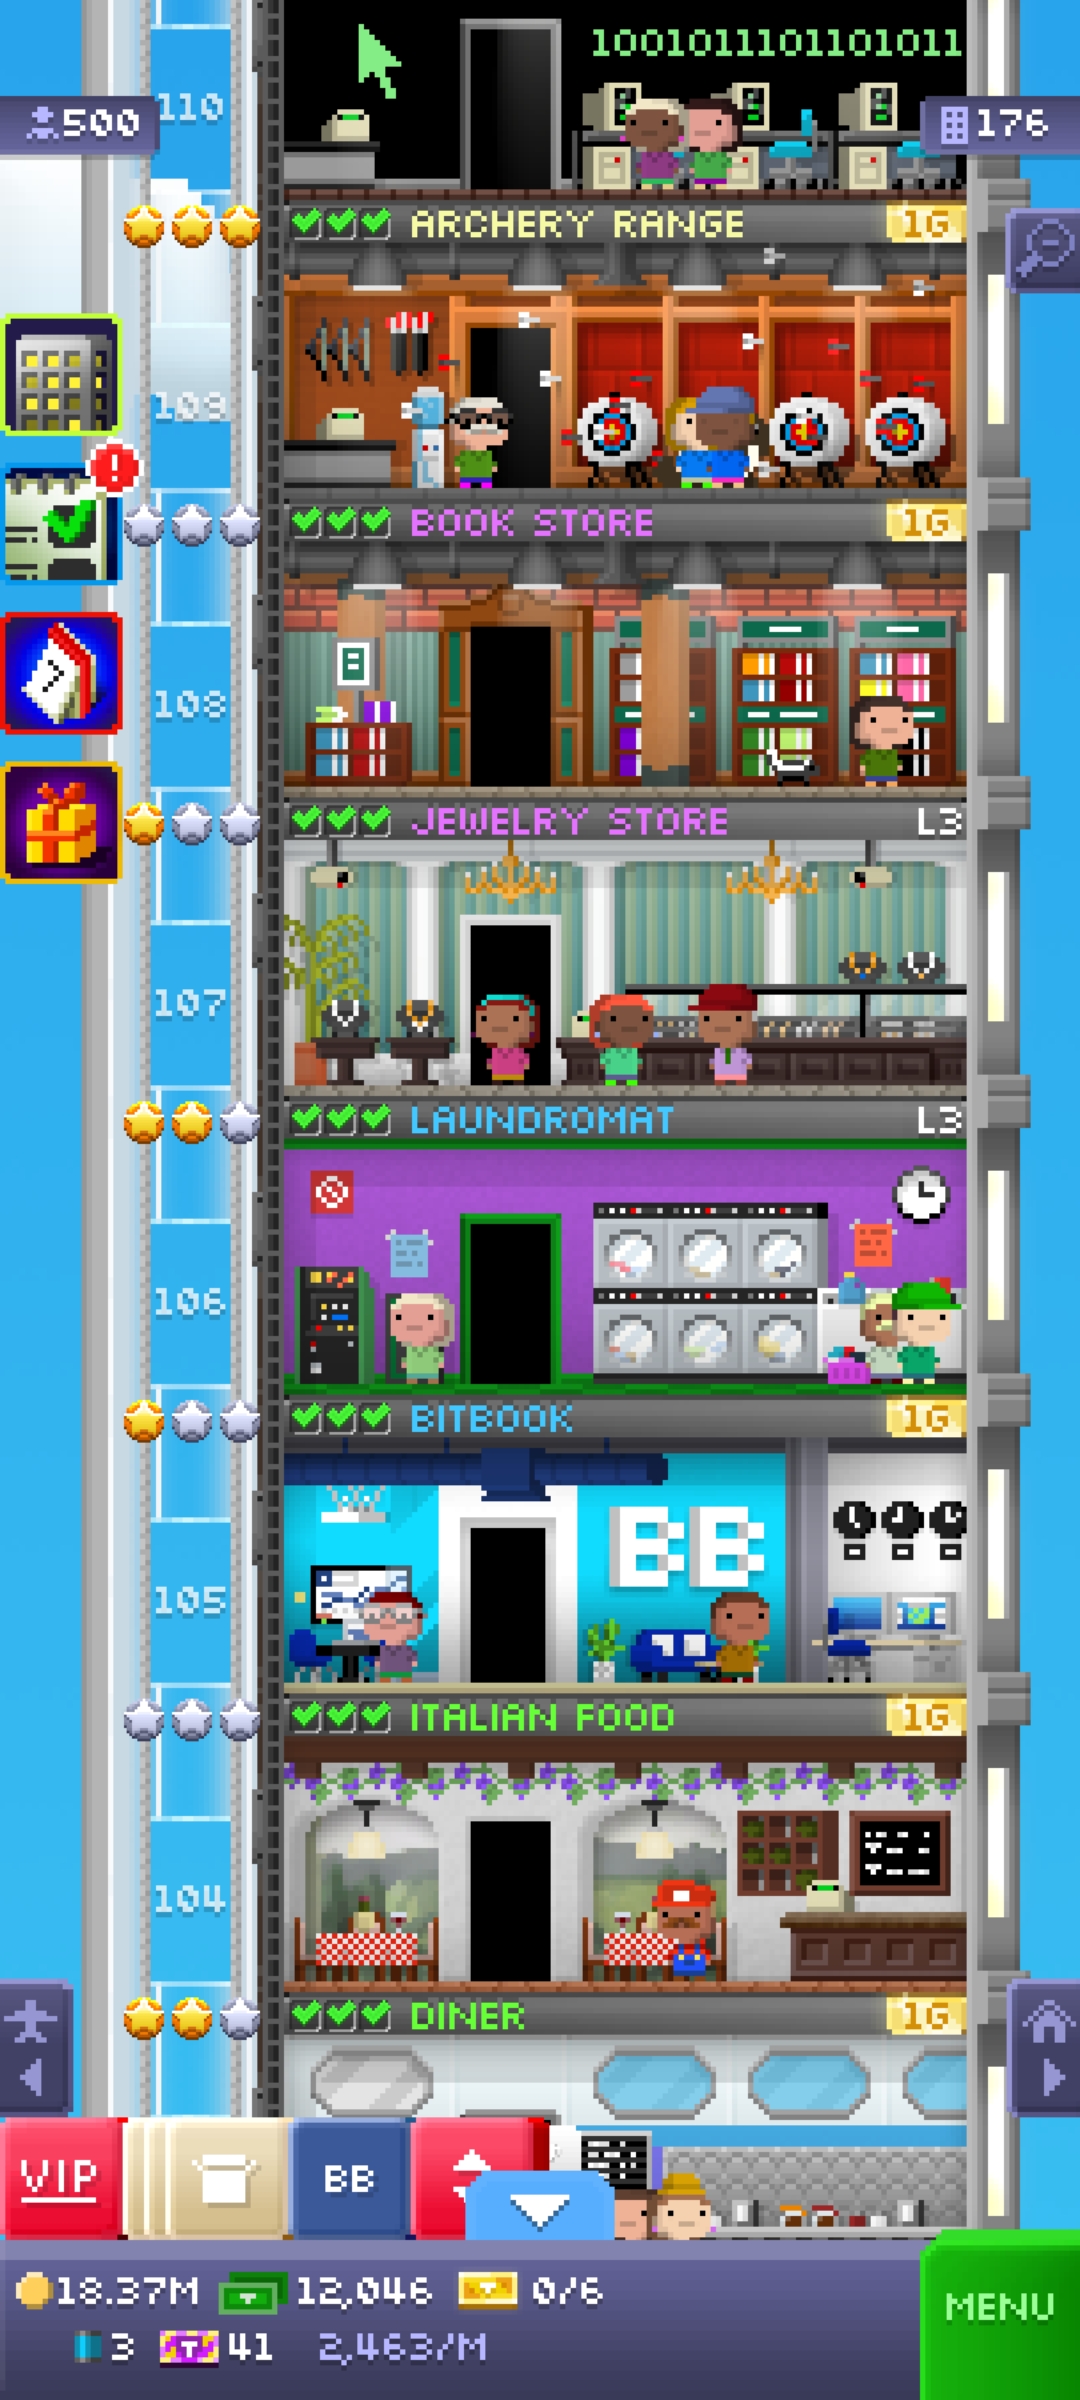 1001011101101011
110
500
176
ARCHERY RANGE 1G
109
BOOK STORE 1G
108
7
JEWELRY STORE L3
107
LAUNDROMAT L3
106
BITBOOK 1G
BB
105
ITALIAN FOOD 1G
104
DINER 1G
VIP
BB
18.37M 12,046 0/6
MENU
3 T 41 2,463/M